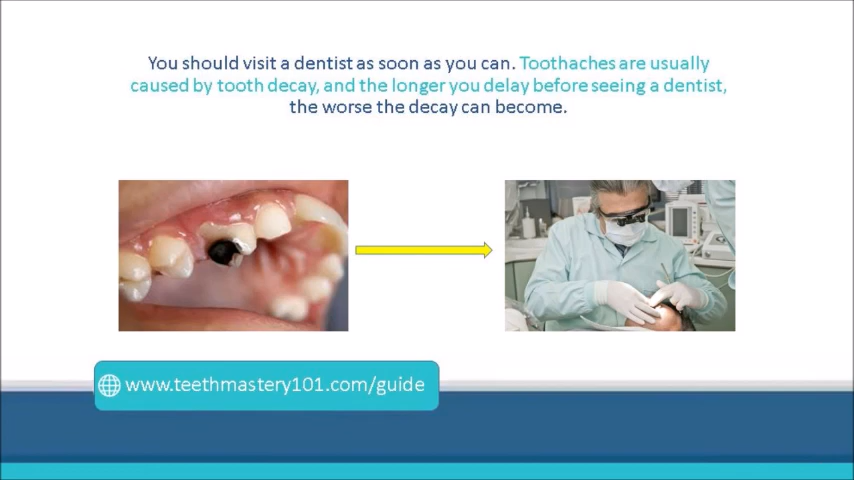 You should visit a dentist as soon as you can. Toothaches are usually
caused by tooth decay, and the longer you delay before seeing a dentist,
the worse the decay can become.
www.teethmastery101.com/guide